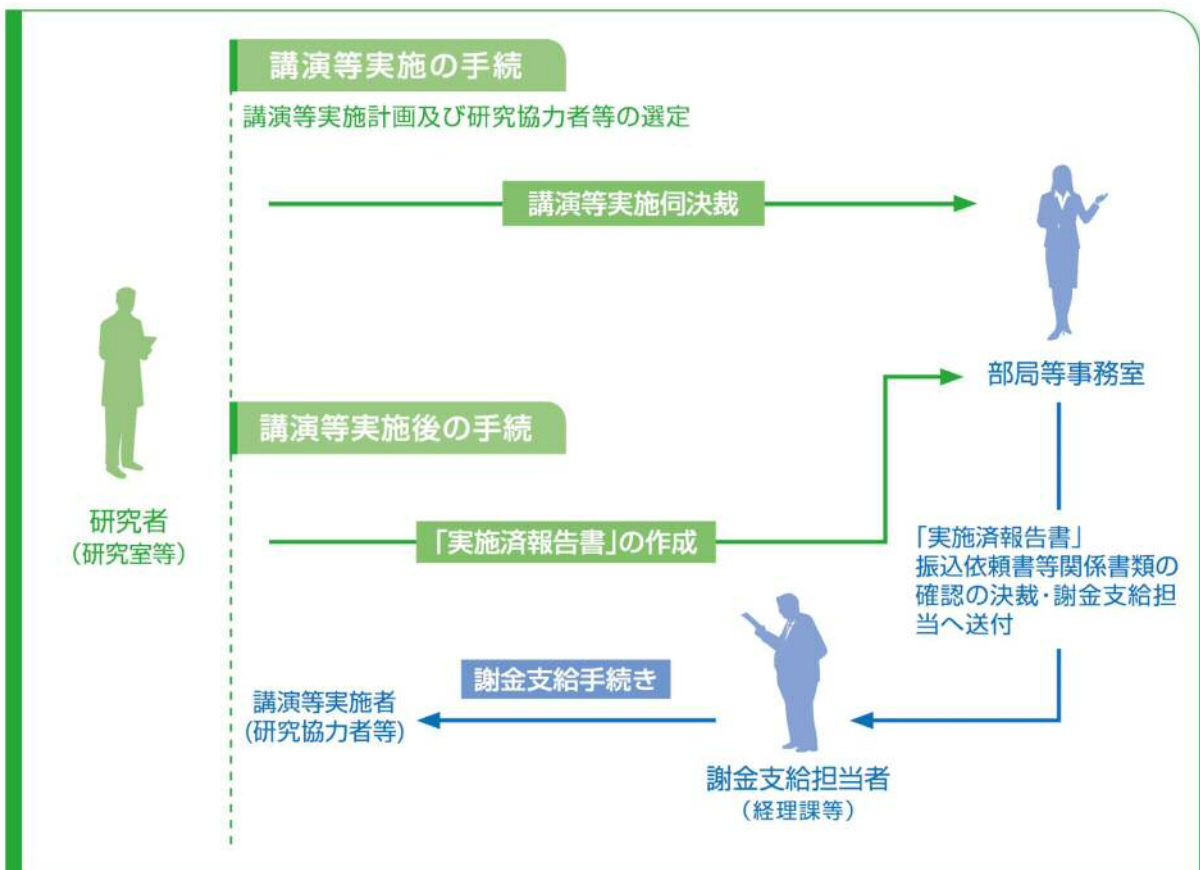 講演等実施の手続
講演等実施計画及び研究協力者等の選定
講演等実施伺決裁
部局等事務室
講演等実施後の手続
研究者
(研究室等)
「実施済報告書」の作成
「実施済報告書」
振込依頼書等関係書類の
確認の決裁・謝金支給担
当へ送付
謝金支給手続き
講演等実施者
(研究協力者等)
謝金支給担当者
(経理課等)